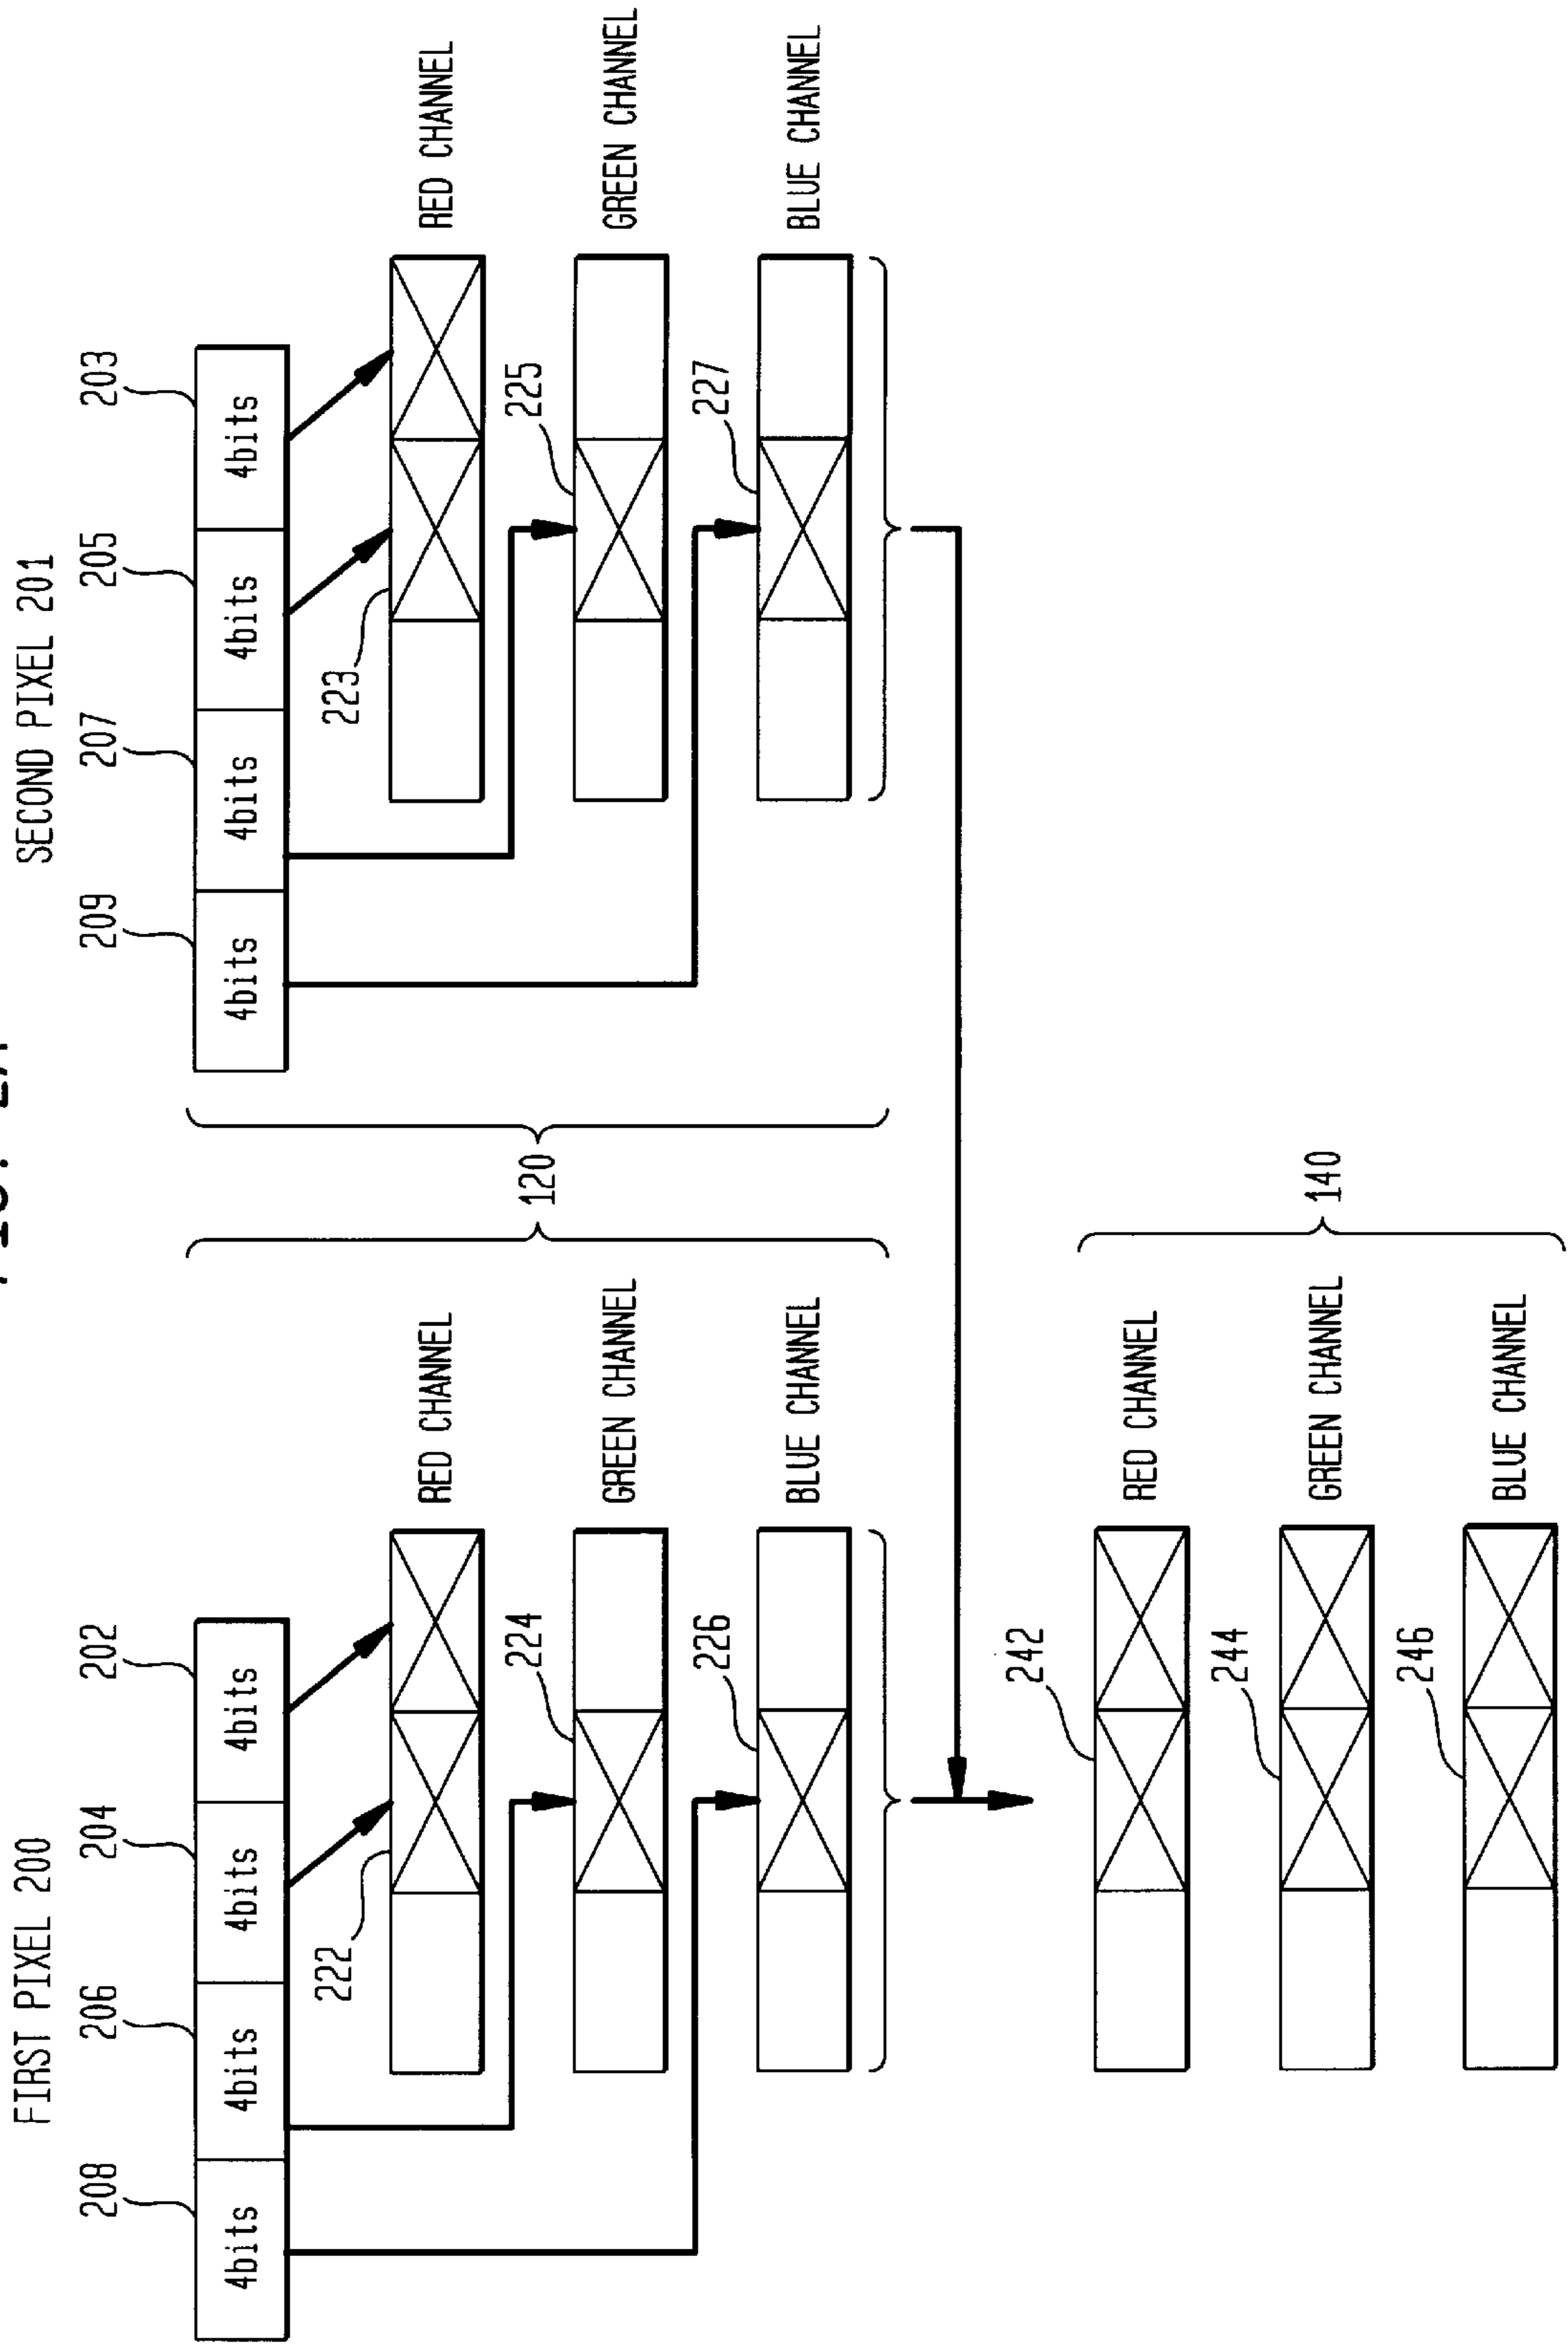 FIRST PIXEL 200
SECOND PIXEL 201
208
206
204
202
209
207
205
203
4bits
4bits
4bits
4bits
4bits
4bits
4bits
4bits
222
RED CHANNEL
223
RED CHANNEL
224
GREEN CHANNEL
120
225
GREEN CHANNEL
226
BLUE CHANNEL
227
BLUE CHANNEL
242
RED CHANNEL
244
GREEN CHANNEL
140
246
BLUE CHANNEL